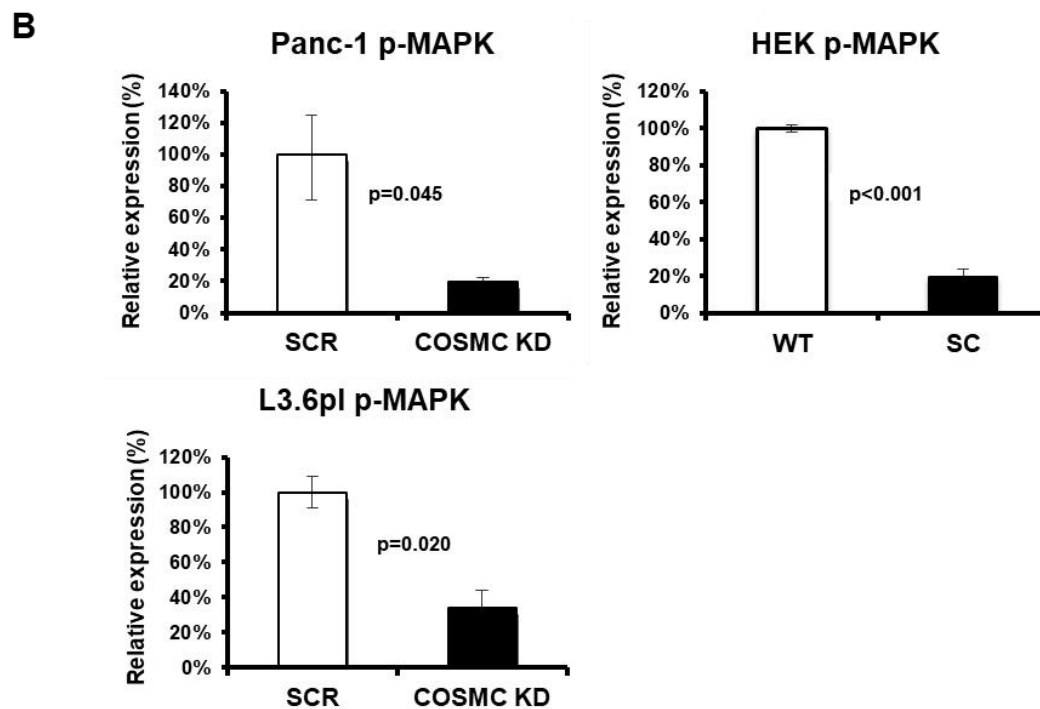 B
Panc-1 p-MAPK
Relative expression (%)
140%
120%
100%
80%
60%
40%
20%
0%
p=0.045
SCR
COSMC KD
HEK p-MAPK
Relative expression (%)
120%
100%
80%
60%
40%
20%
0%
p<0.001
WT
SC
L3.6pl p-MAPK
Relative expression (%)
120%
100%
80%
60%
40%
20%
0%
p=0.020
SCR
COSMC KD